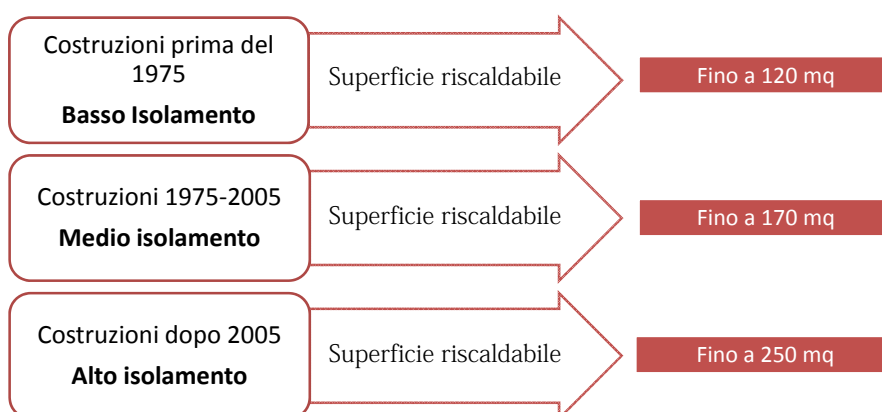 Costruzioni prima del
1975
Basso Isolamento
Superficie riscaldabile
Fino a 120 mq
Costruzioni 1975-2005
Medio isolamento
Superficie riscaldabile
Fino a 170 mq
Costruzioni dopo 2005
Alto isolamento
Superficie riscaldabile
Fino a 250 mq